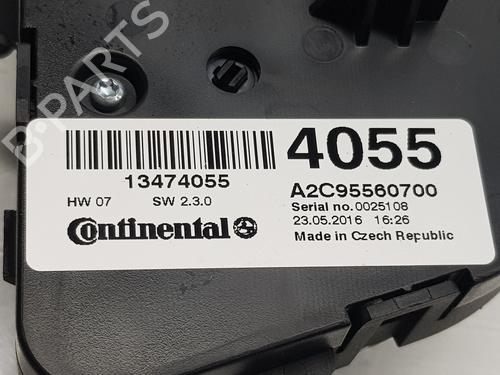 B-PARTS
4055
13474055
A2C95560700
HW 07 SW 2.3.0
Serial no.0025108
23.05.2016 16:26
Continental
Made in Czech Republic